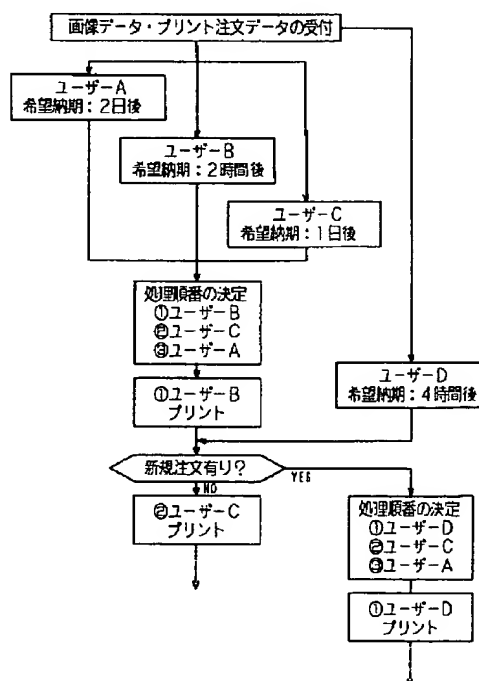 画像データ・プリント注文データの受付
ユーザーA
希望納期：2日後
ユーザーB
希望納期：2時間後
ユーザーC
希望納期：1日後
処理順番の決定
①ユーザーB
②ユーザーC
③ユーザーA
①ユーザーB
プリント
ユーザーD
希望納期：4時間後
新規注文有り？
YES
NO
②ユーザーC
プリント
処理順番の決定
①ユーザーD
②ユーザーC
③ユーザーA
①ユーザーD
プリント